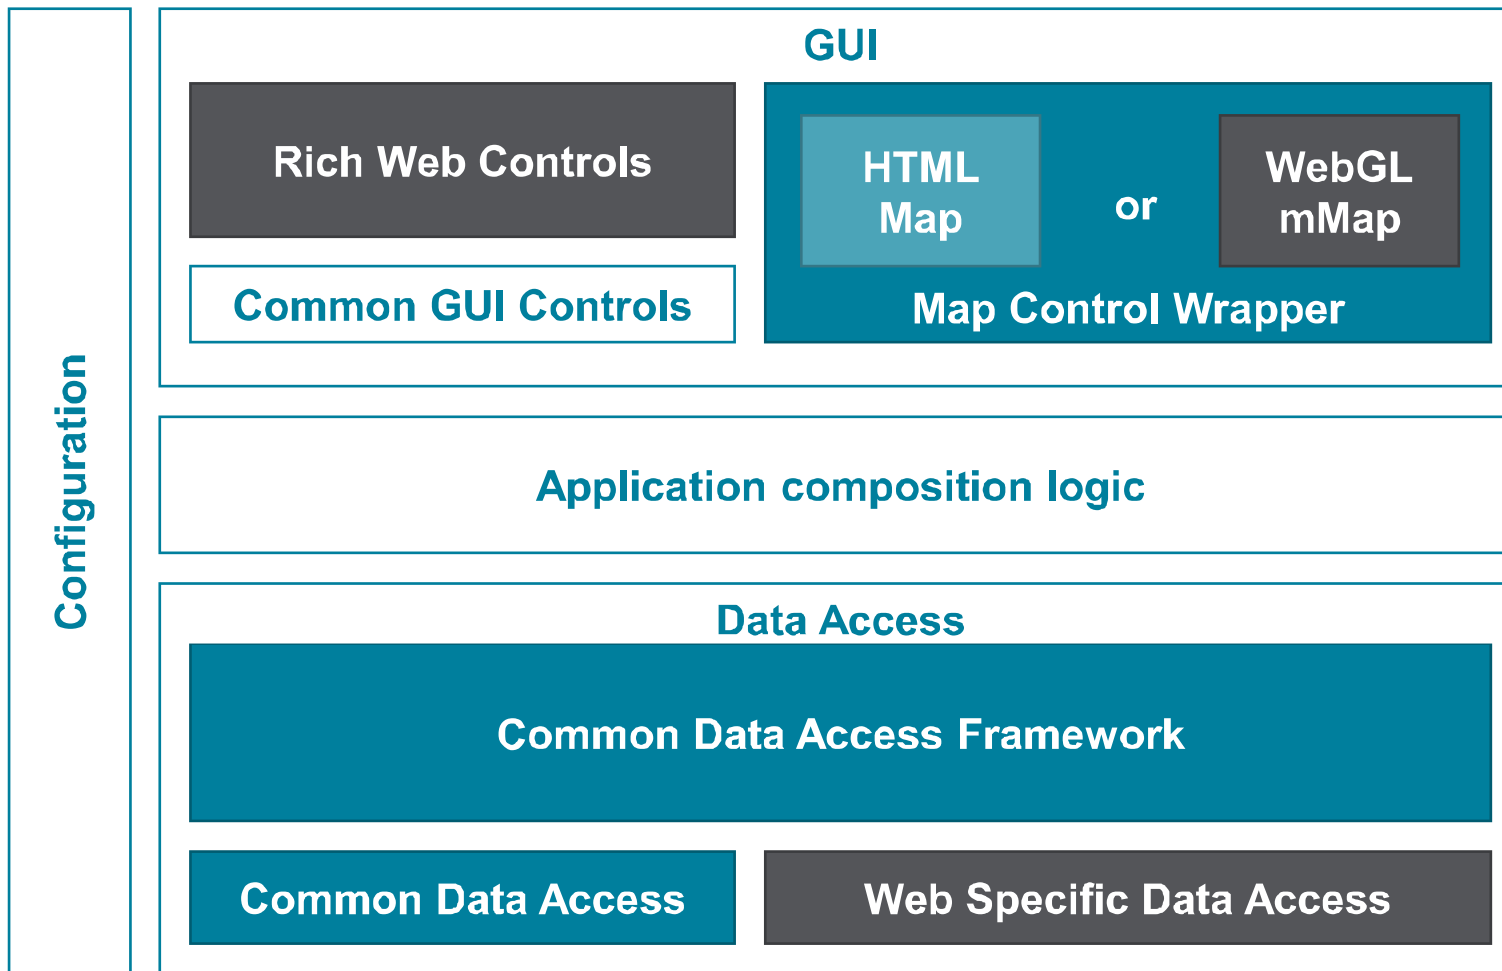 Configuration
GUI
Rich Web Controls
Common GUI Controls
HTML
Map
or
WebGL
mMap
Map Control Wrapper
Application composition logic
Data Access
Common Data Access Framework
Common Data Access
Web Specific Data Access